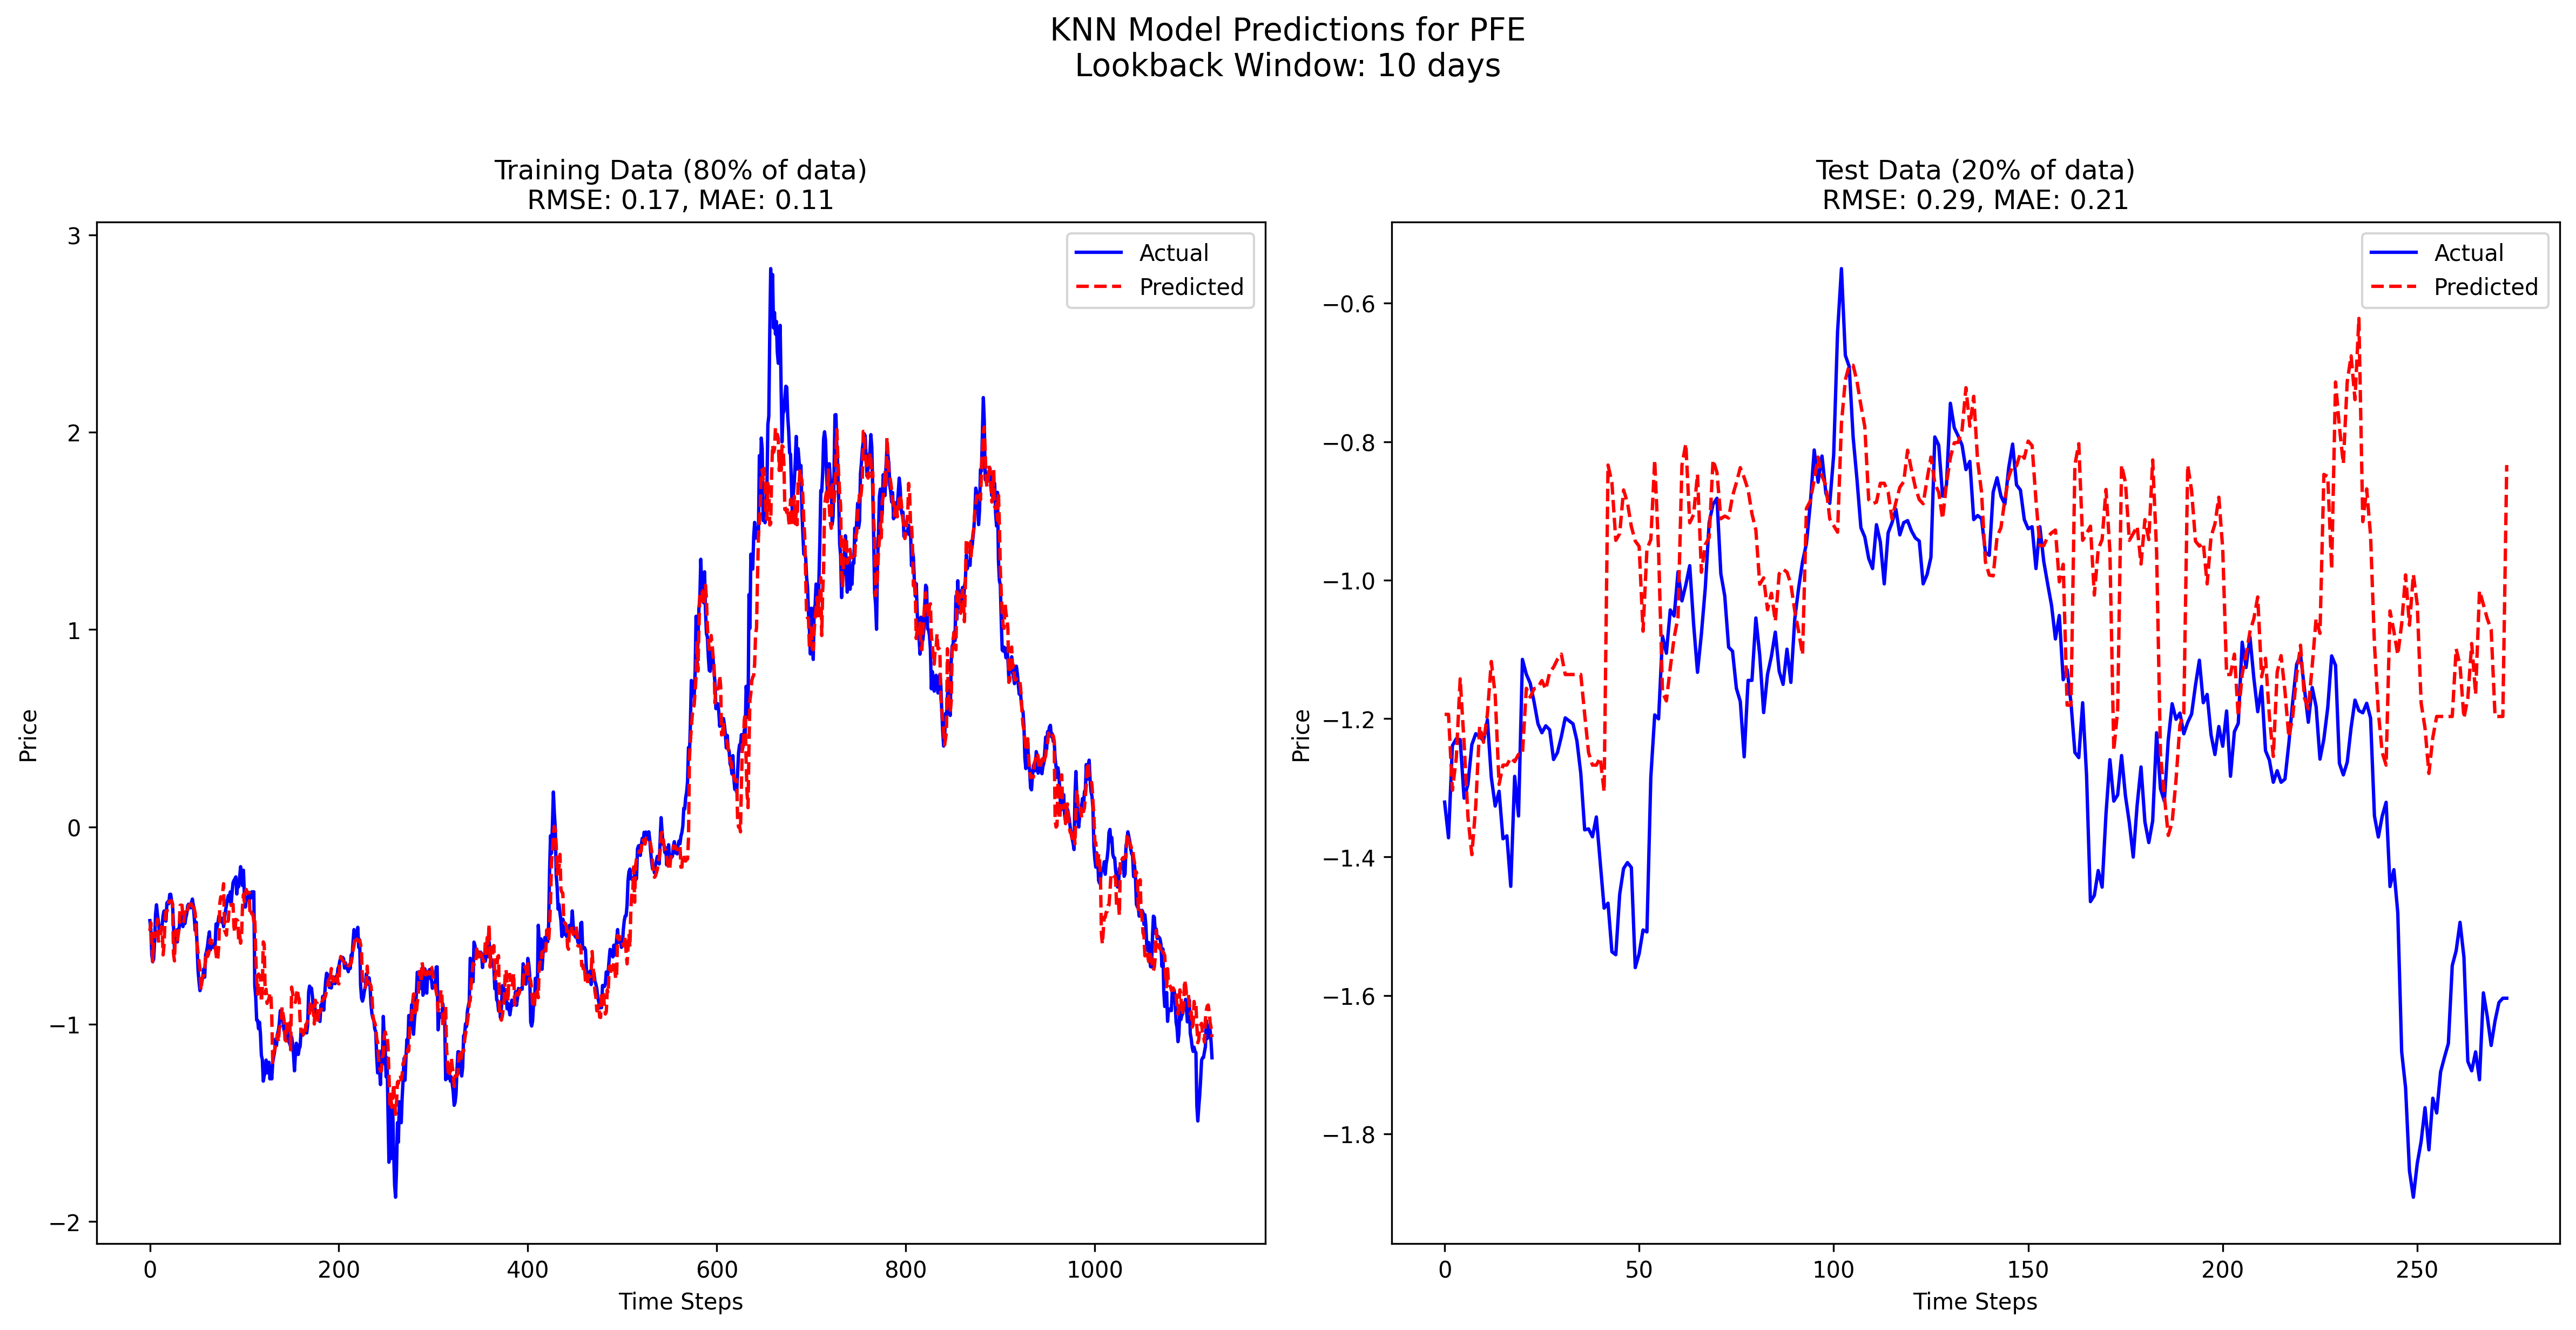 KNN Model Predictions for PFE
Lookback Window: 10 days
Training Data (80% of data)
RMSE: 0.17, MAE: 0.11
3
2
1
0
−1
−2
Price
0
200
400
600
800
1000
Time Steps
Actual
Predicted
Test Data (20% of data)
RMSE: 0.29, MAE: 0.21
−0.6
−0.8
−1.0
−1.2
−1.4
−1.6
−1.8
Price
0
50
100
150
200
250
Time Steps
Actual
Predicted